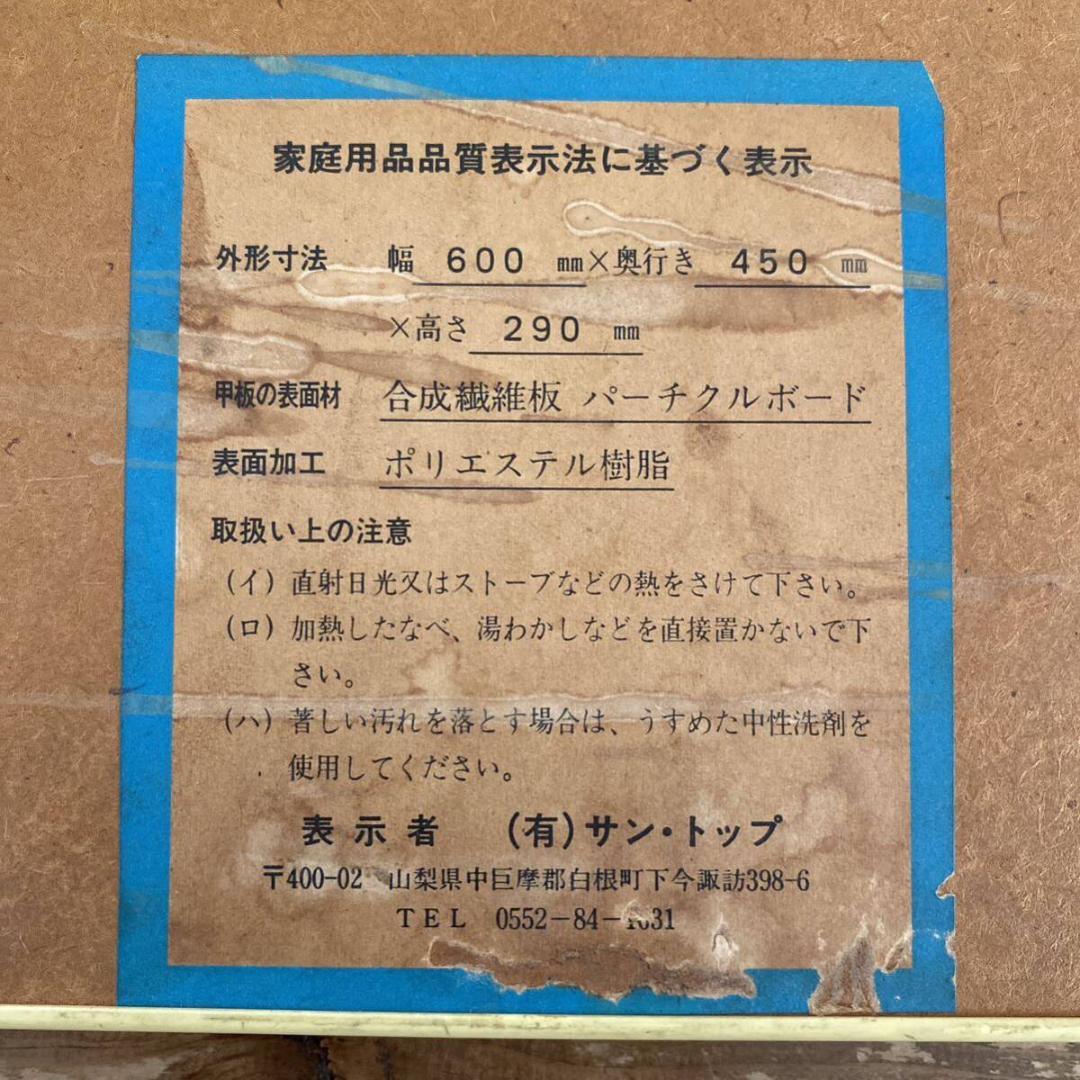 家庭用品品質表示法に基づく表示
外形寸法 幅 600 mm×奥行き 450 mm
×高さ 290 mm
甲板の表面材 合成繊維板 パーチクルボード
表面加工 ポリエステル樹脂
取扱い上の注意
(イ) 直射日光又はストーブなどの熱をさけて下さい。
(ロ) 加熱したなべ、湯わかしなどを直接置かないで下
さい。
(ハ) 著しい汚れを落とす場合は、うすめた中性洗剤を
使用してください。
表示者 (有)サン・トップ
〒400-02 山梨県中巨摩郡白根町下今諏訪398-6
TEL 0552-84-